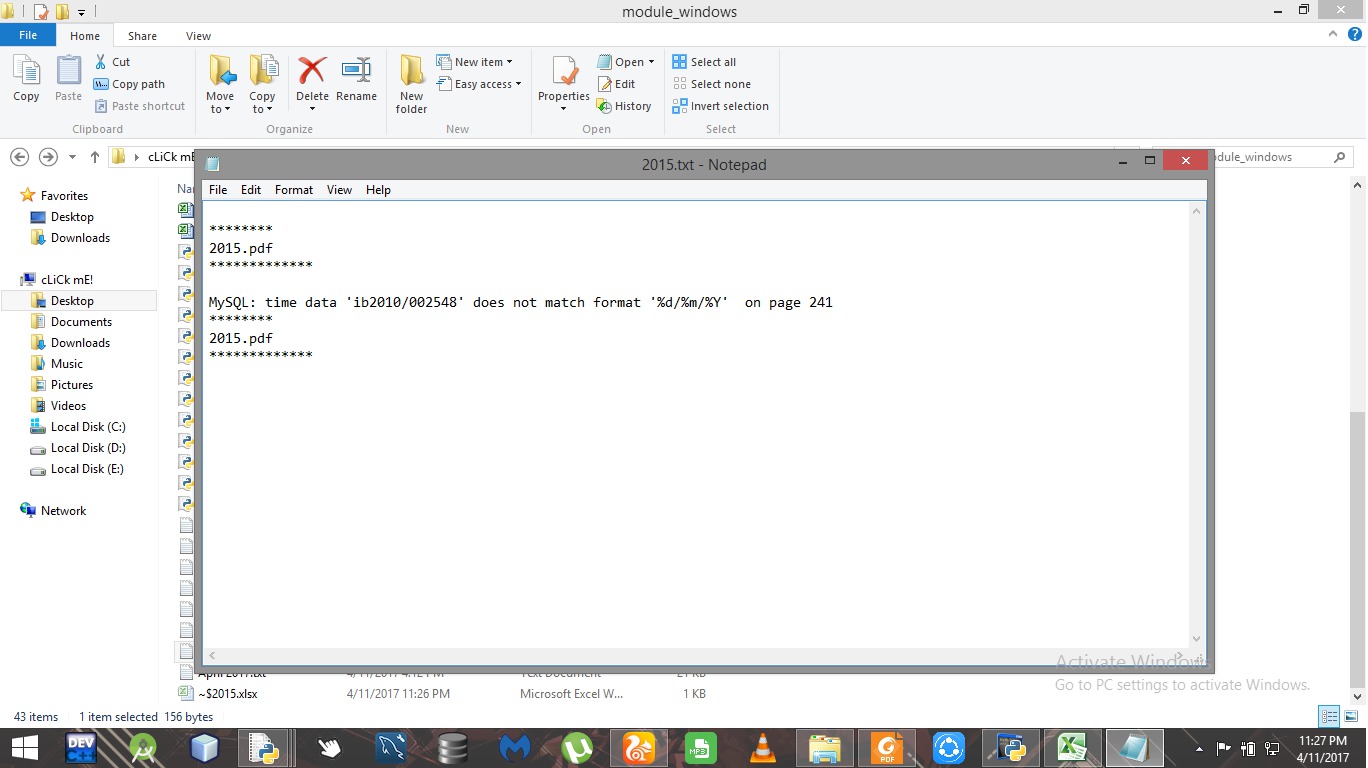 module_windows
File
Home
Share
View
Copy
Paste
Cut
Copy path
Paste shortcut
Clipboard
Move to
Copy to
Delete
Rename
Organize
New folder
New item
Easy access
New
Properties
Open
Edit
History
Open
Select all
Select none
Invert selection
Select
cLiCk mE
dule_windows
Favorites
Desktop
Downloads
cLiCk mE!
Desktop
Documents
Downloads
Music
Pictures
Videos
Local Disk (C:)
Local Disk (D:)
Local Disk (E:)
Network
Na
2015.txt - Notepad
File Edit Format View Help
********
2015.pdf
*************
MySQL: time data 'ib2010/002548' does not match format '%d/%m/%Y'  on page 241
********
2015.pdf
*************
April 2017.txt 4/11/2017 4:12 PM Text Document 21 KB
~$2015.xlsx 4/11/2017 11:26 PM Microsoft Excel W... 1 KB
Activate Windows
Go to PC settings to activate Windows.
43 items 1 item selected 156 bytes
DEV C++
MP3
PDF
11:27 PM
4/11/2017